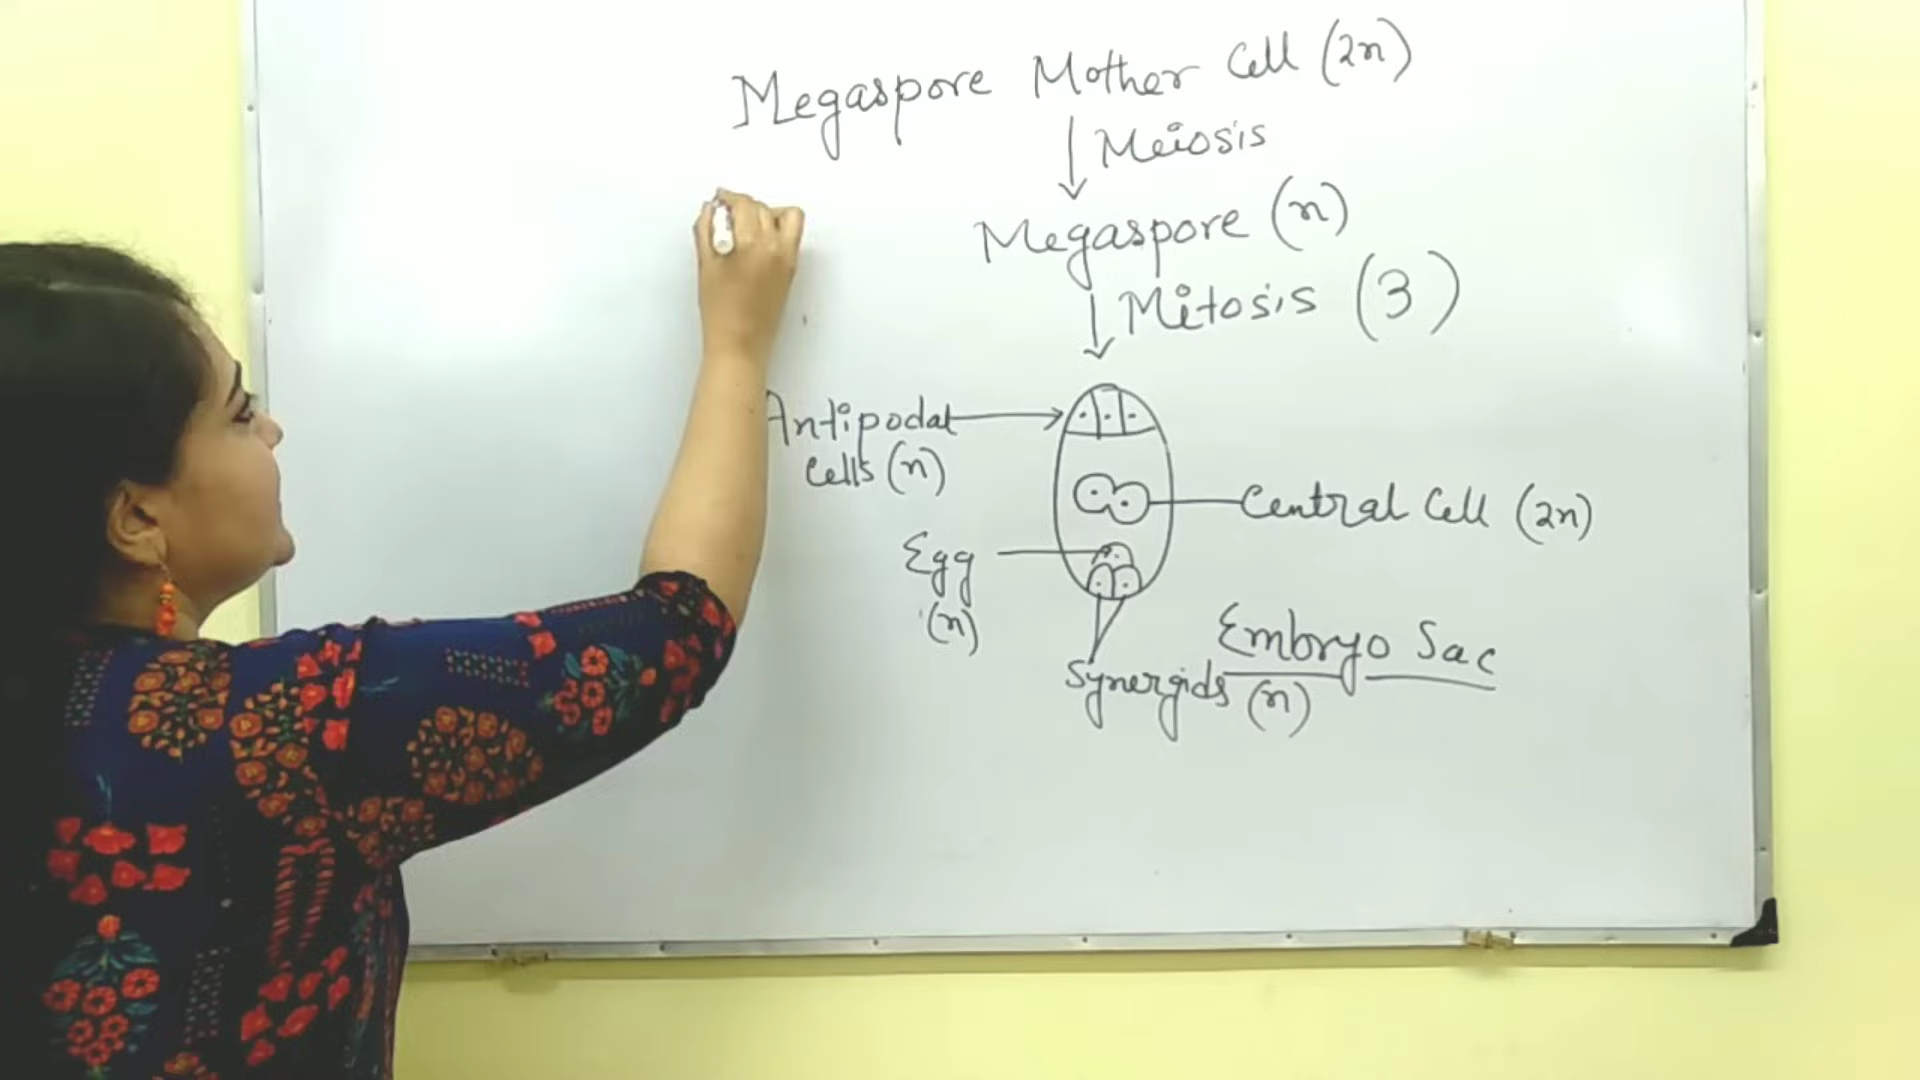 Megaspore Mother Cell (2n)
Meiosis
Megaspore (n)
Mitosis (3)
Antipodal
Cells (n)
Central Cell (2n)
Egg
(n)
Embryo Sac
Synergids (n)